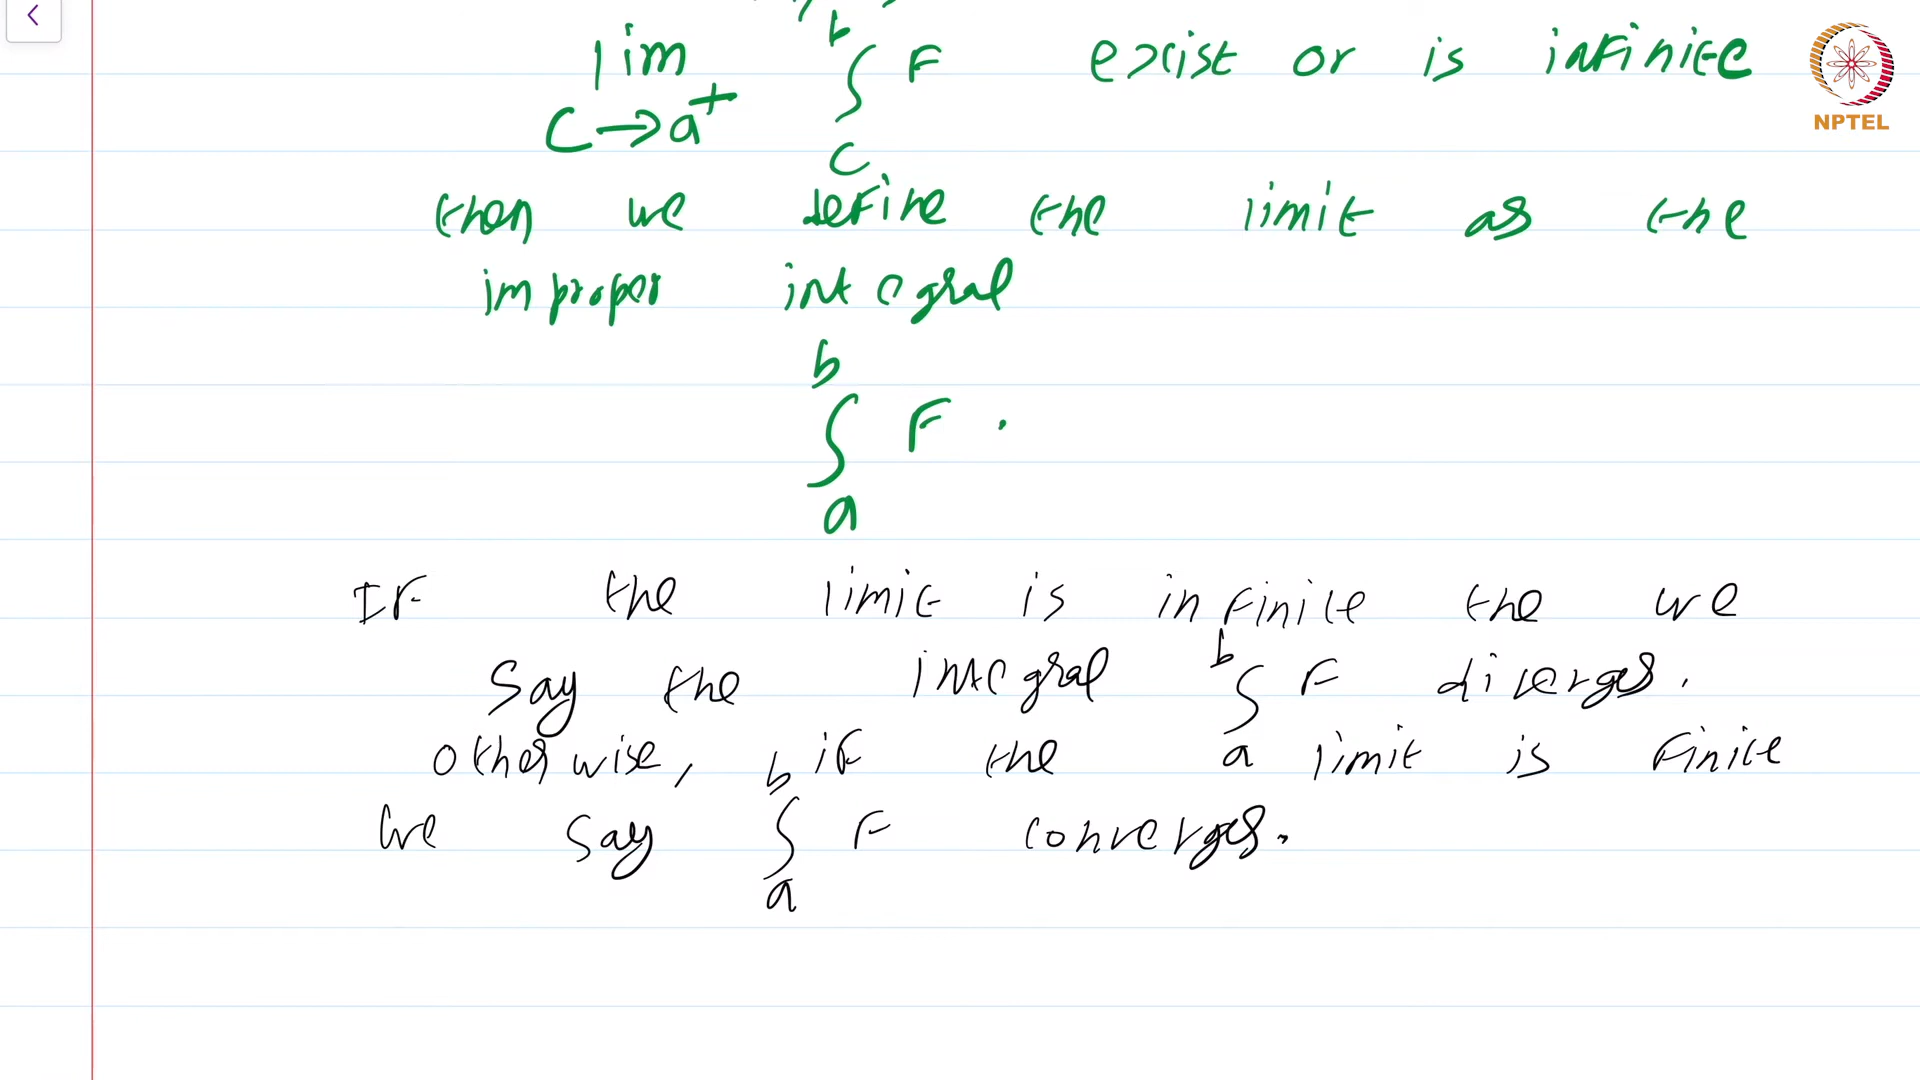 lim ∫ F exist or is infinite
c→a⁺
b
c
then we define the limit as the
improper integral
b
∫ F .
a
If the limit is infinite the we
say the integral ∫ F diverges.
b
a
otherwise, if the limit is finite
we say ∫ F converges.
b
a
NPTEL